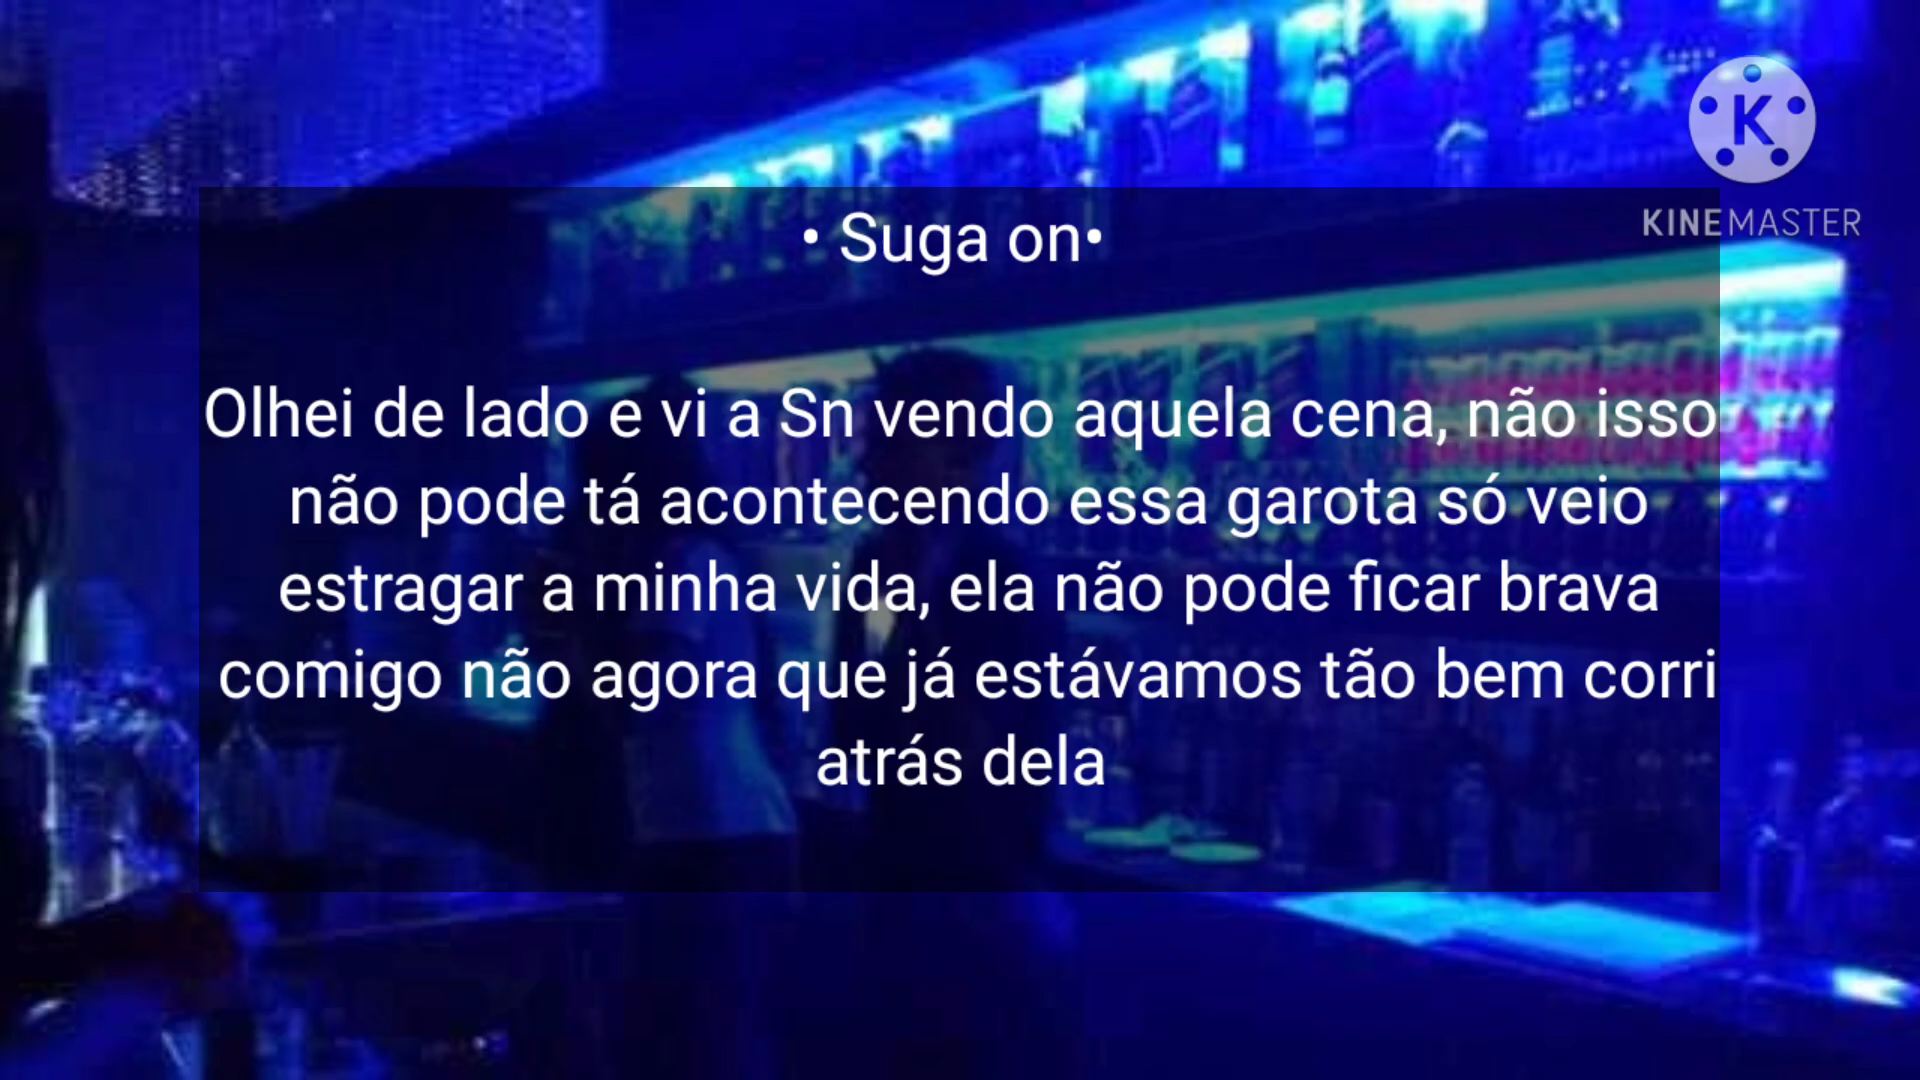 • Suga on•
Olhei de lado e vi a Sn vendo aquela cena, não isso
não pode tá acontecendo essa garota só veio
estragar a minha vida, ela não pode ficar brava
comigo não agora que já estávamos tão bem corri
atrás dela
K
KINEMASTER